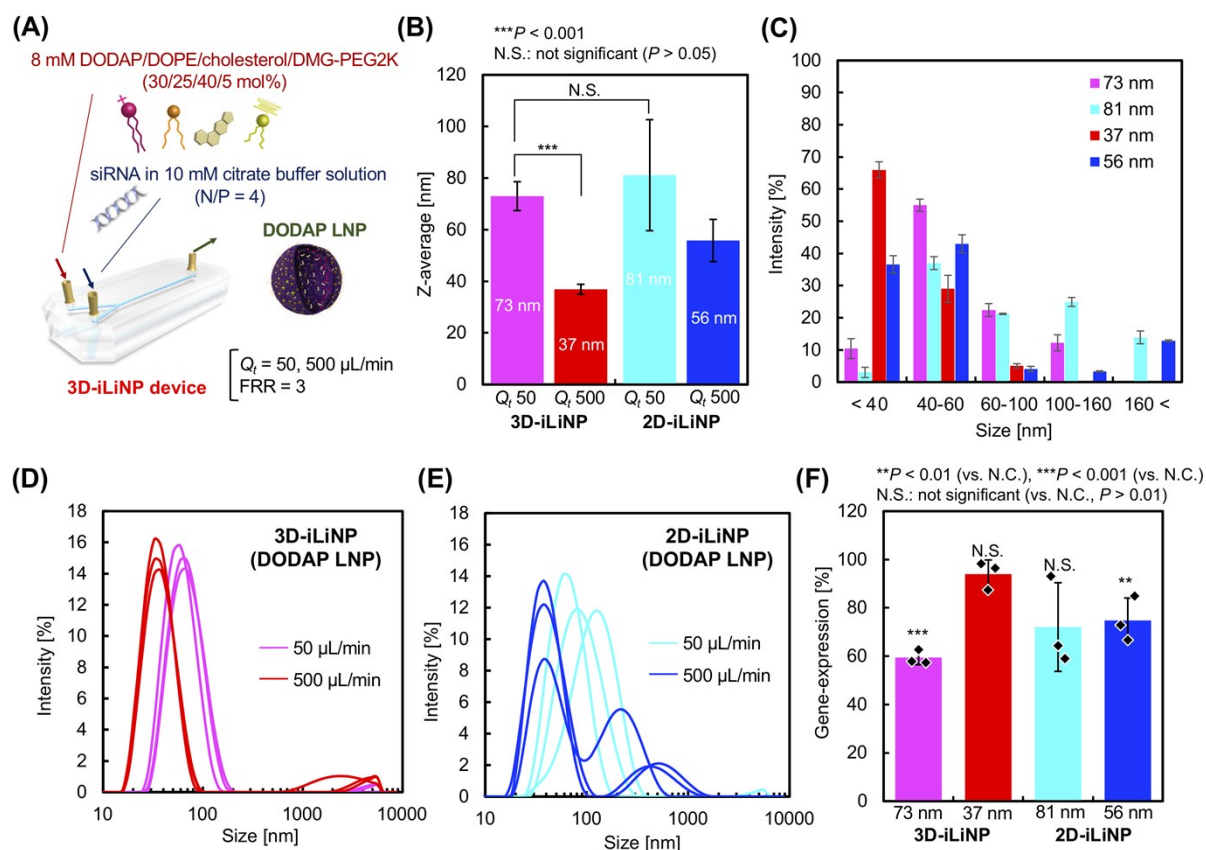 (A)
8 mM DODAP/DOPE/cholesterol/DMG-PEG2K
(30/25/40/5 mol%)
siRNA in 10 mM citrate buffer solution
(N/P = 4)
DODAP LNP
3D-iLiNP device
Qt = 50, 500 µL/min
FRR = 3
(B)
***P < 0.001
N.S.: not significant (P > 0.05)
Z-average [nm]
120
100
80
60
40
20
0
N.S.
***
73 nm
37 nm
81 nm
56 nm
Qt 50
Qt 500
Qt 50
Qt 500
3D-iLiNP
2D-iLiNP
(C)
Intensity [%]
100
90
80
70
60
50
40
30
20
10
0
73 nm
81 nm
37 nm
56 nm
< 40
40-60
60-100
100-160
160 <
Size [nm]
(D)
Intensity [%]
18
16
14
12
10
8
6
4
2
0
3D-iLiNP
(DODAP LNP)
50 µL/min
500 µL/min
10
100
1000
10000
Size [nm]
(E)
Intensity [%]
18
16
14
12
10
8
6
4
2
0
2D-iLiNP
(DODAP LNP)
50 µL/min
500 µL/min
10
100
1000
10000
Size [nm]
(F)
**P < 0.01 (vs. N.C.), ***P < 0.001 (vs. N.C.)
N.S.: not significant (vs. N.C., P > 0.01)
Gene-expression [%]
120
100
80
60
40
20
0
***
N.S.
N.S.
**
73 nm
37 nm
81 nm
56 nm
3D-iLiNP
2D-iLiNP